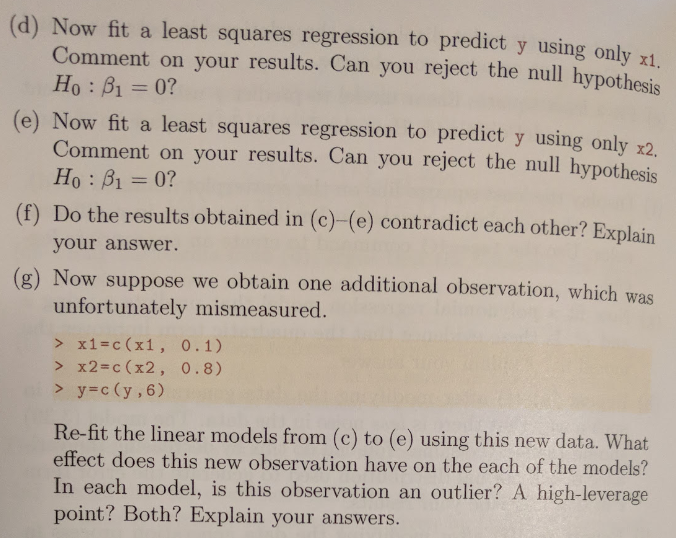 (d) Now fit a least squares regression to predict y using only x1.
Comment on your results. Can you reject the null hypothesis
H₀ : β₁ = 0?
(e) Now fit a least squares regression to predict y using only x2.
Comment on your results. Can you reject the null hypothesis
H₀ : β₁ = 0?
(f) Do the results obtained in (c)–(e) contradict each other? Explain
your answer.
(g) Now suppose we obtain one additional observation, which was
unfortunately mismeasured.
> x1=c(x1, 0.1)
> x2=c(x2, 0.8)
> y=c(y,6)
Re-fit the linear models from (c) to (e) using this new data. What
effect does this new observation have on the each of the models?
In each model, is this observation an outlier? A high-leverage
point? Both? Explain your answers.